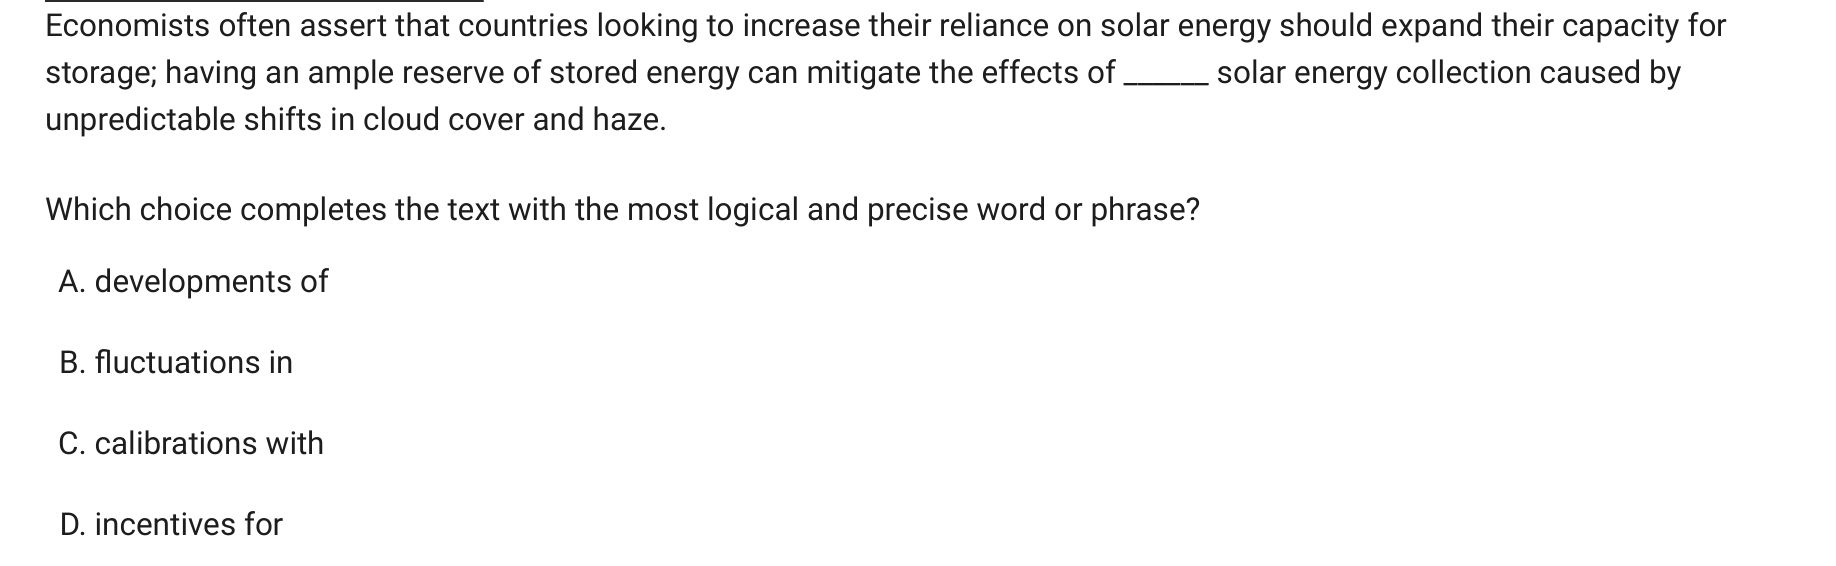 Economists often assert that countries looking to increase their reliance on solar energy should expand their capacity for
storage; having an ample reserve of stored energy can mitigate the effects of ______ solar energy collection caused by
unpredictable shifts in cloud cover and haze.
Which choice completes the text with the most logical and precise word or phrase?
A. developments of
B. fluctuations in
C. calibrations with
D. incentives for